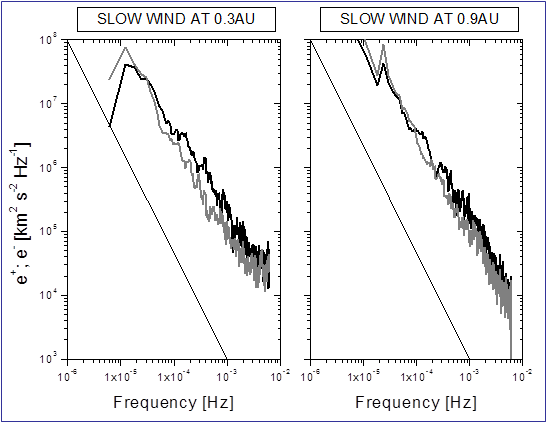 SLOW WIND AT 0.3AU
SLOW WIND AT 0.9AU
e⁺; e⁻ [km² s⁻² Hz⁻¹]
10⁸
10⁷
10⁶
10⁵
10⁴
10³
10⁻⁶ 1x10⁻⁵ 1x10⁻⁴ 10⁻³ 10⁻²
10⁻⁶ 1x10⁻⁵ 1x10⁻⁴ 10⁻³ 10⁻²
Frequency [Hz]
Frequency [Hz]